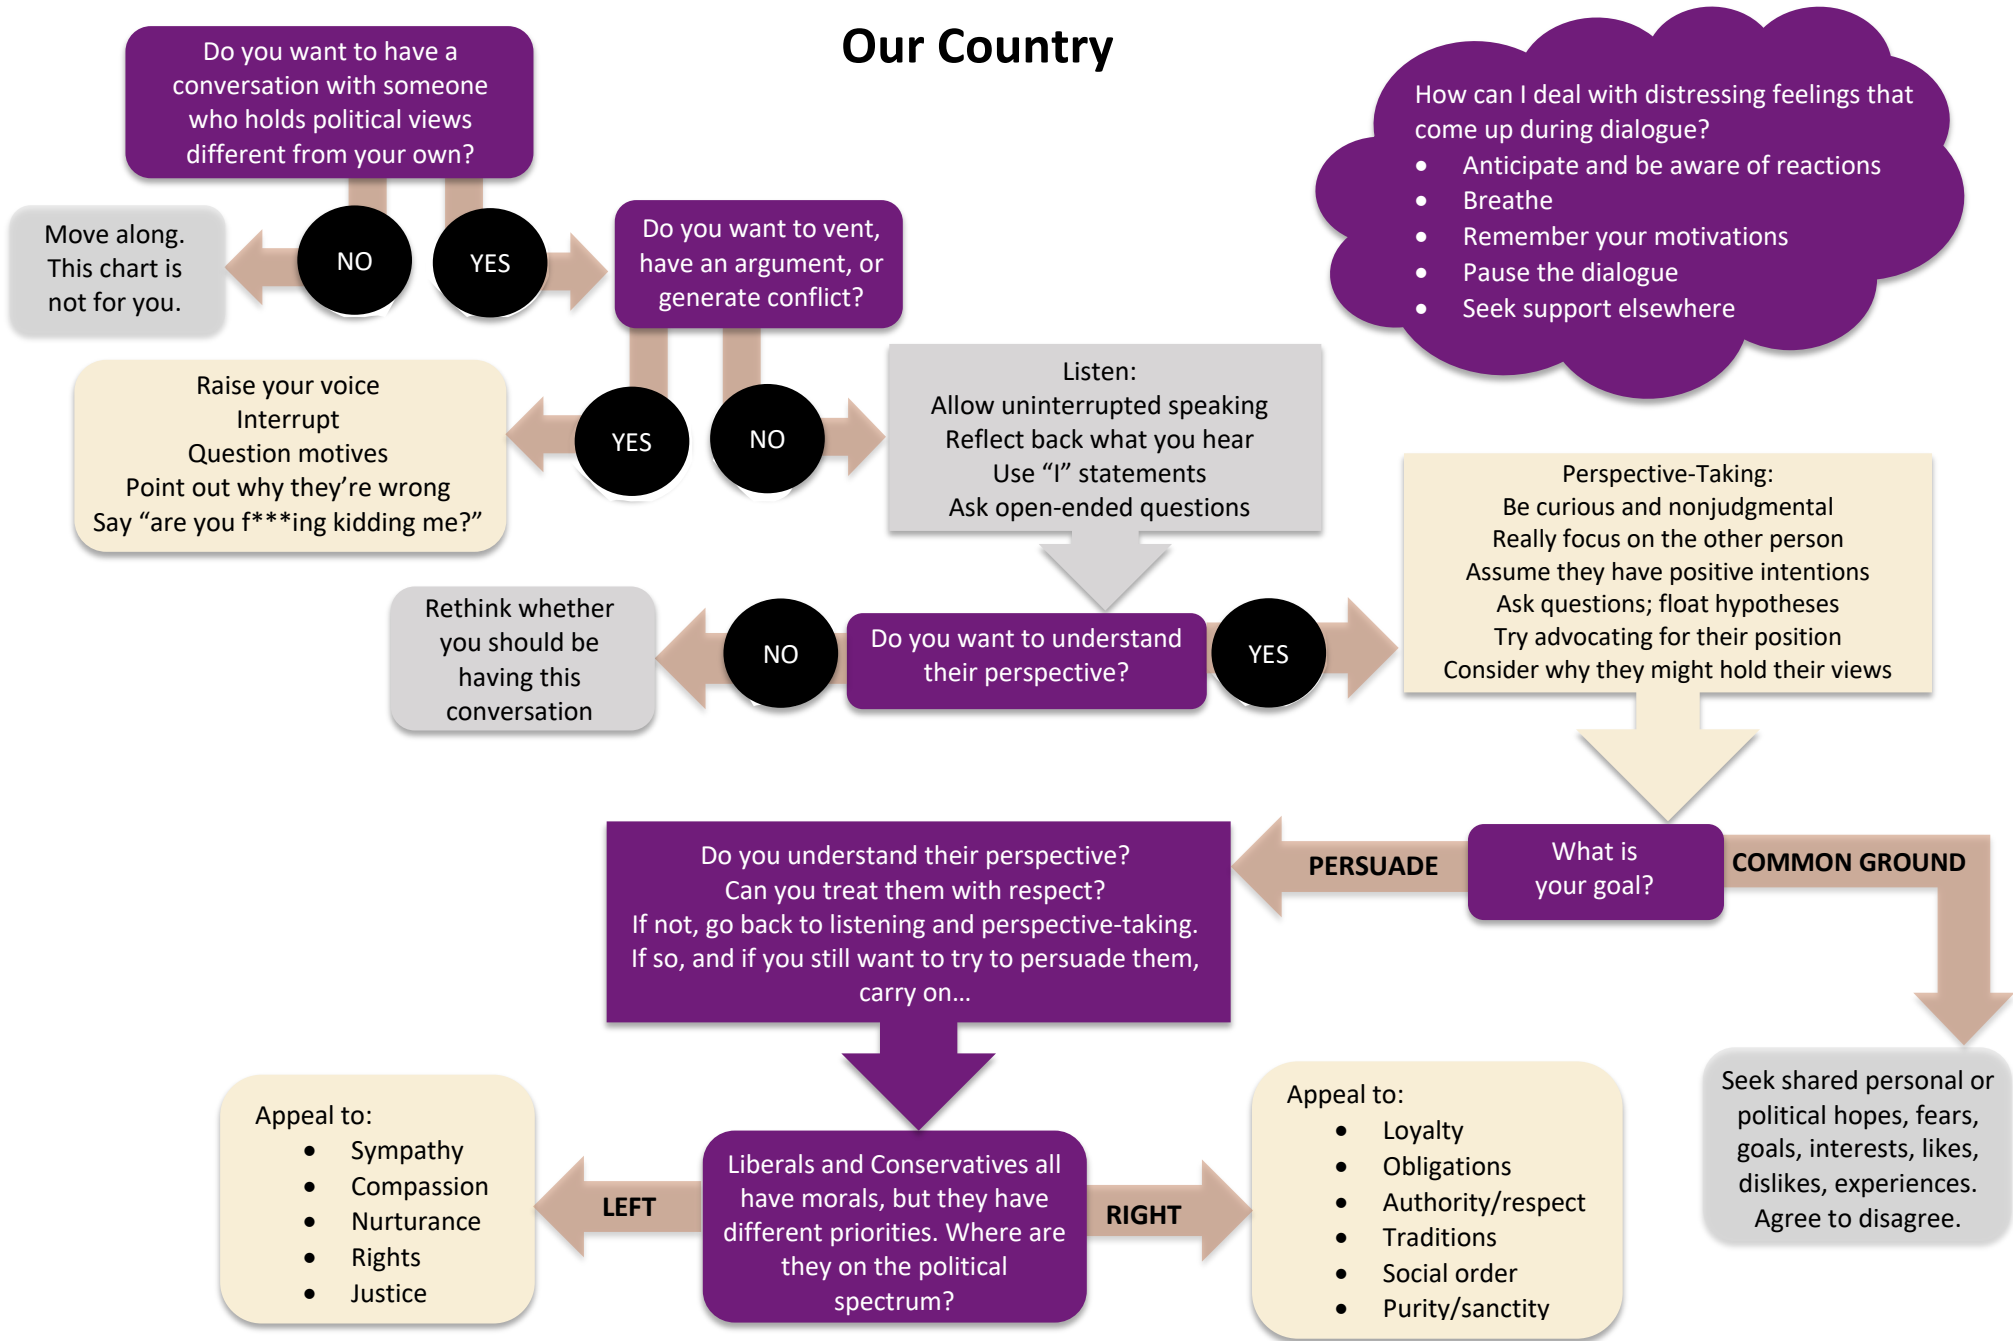 Our Country
Do you want to have a
conversation with someone
who holds political views
different from your own?
How can I deal with distressing feelings that
come up during dialogue?
• Anticipate and be aware of reactions
• Breathe
• Remember your motivations
• Pause the dialogue
• Seek support elsewhere
Move along.
This chart is
not for you.
NO
YES
Do you want to vent,
have an argument, or
generate conflict?
Raise your voice
Interrupt
Question motives
Point out why they’re wrong
Say “are you f***ing kidding me?”
YES
NO
Listen:
Allow uninterrupted speaking
Reflect back what you hear
Use “I” statements
Ask open-ended questions
Rethink whether
you should be
having this
conversation
NO
Do you want to understand
their perspective?
YES
Perspective-Taking:
Be curious and nonjudgmental
Really focus on the other person
Assume they have positive intentions
Ask questions; float hypotheses
Try advocating for their position
Consider why they might hold their views
Do you understand their perspective?
Can you treat them with respect?
If not, go back to listening and perspective-taking.
If so, and if you still want to try to persuade them,
carry on…
PERSUADE
What is
your goal?
COMMON GROUND
Appeal to:
• Sympathy
• Compassion
• Nurturance
• Rights
• Justice
LEFT
Liberals and Conservatives all
have morals, but they have
different priorities. Where are
they on the political
spectrum?
RIGHT
Appeal to:
• Loyalty
• Obligations
• Authority/respect
• Traditions
• Social order
• Purity/sanctity
Seek shared personal or
political hopes, fears,
goals, interests, likes,
dislikes, experiences.
Agree to disagree.